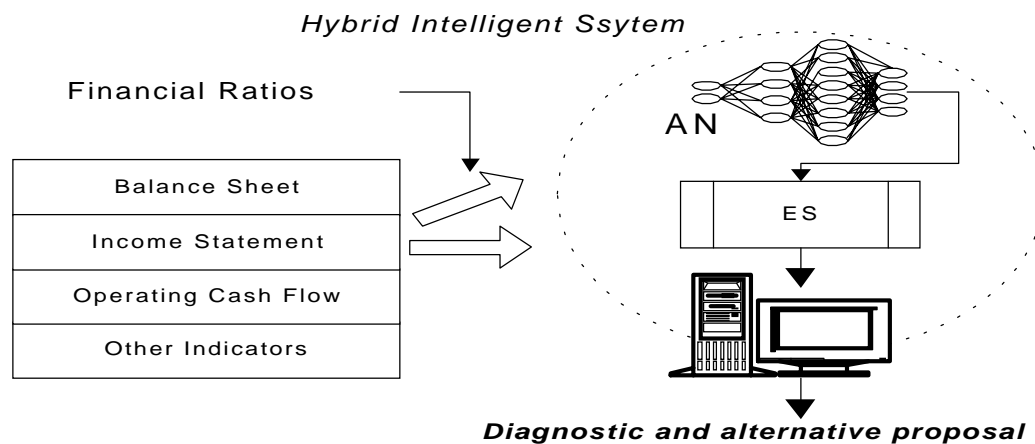 Hybrid Intelligent Ssytem
Financial Ratios
AN
Balance Sheet
ES
Income Statement
Operating Cash Flow
Other Indicators
Diagnostic and alternative proposal